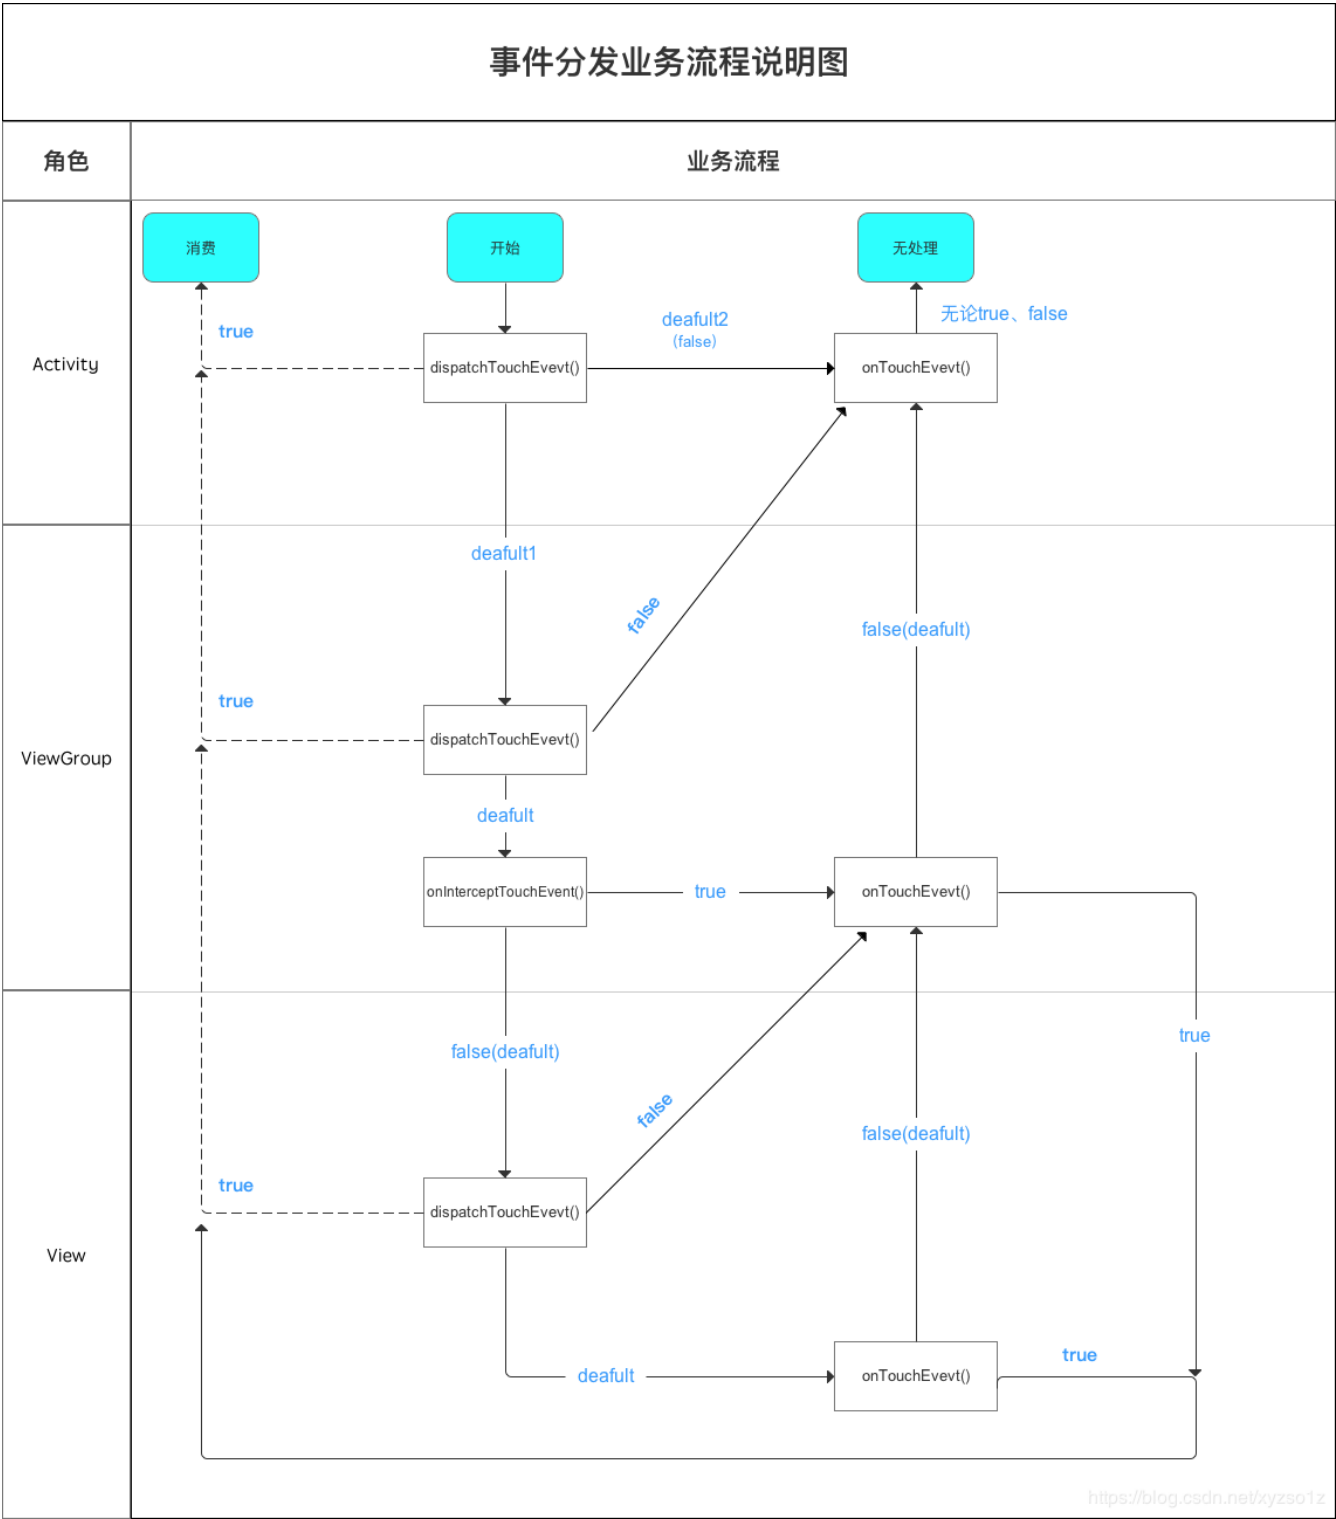 事件分发业务流程说明图
角色
业务流程
消费
开始
无处理
true
deafult2
(false)
无论true、false
Activity
dispatchTouchEvevt()
onTouchEvevt()
deafult1
false
false(deafult)
true
ViewGroup
dispatchTouchEvevt()
deafult
onInterceptTouchEvent()
true
onTouchEvevt()
true
false(deafult)
false
false(deafult)
true
dispatchTouchEvevt()
View
true
deafult
onTouchEvevt()
https://blog.csdn.net/xyzso1z